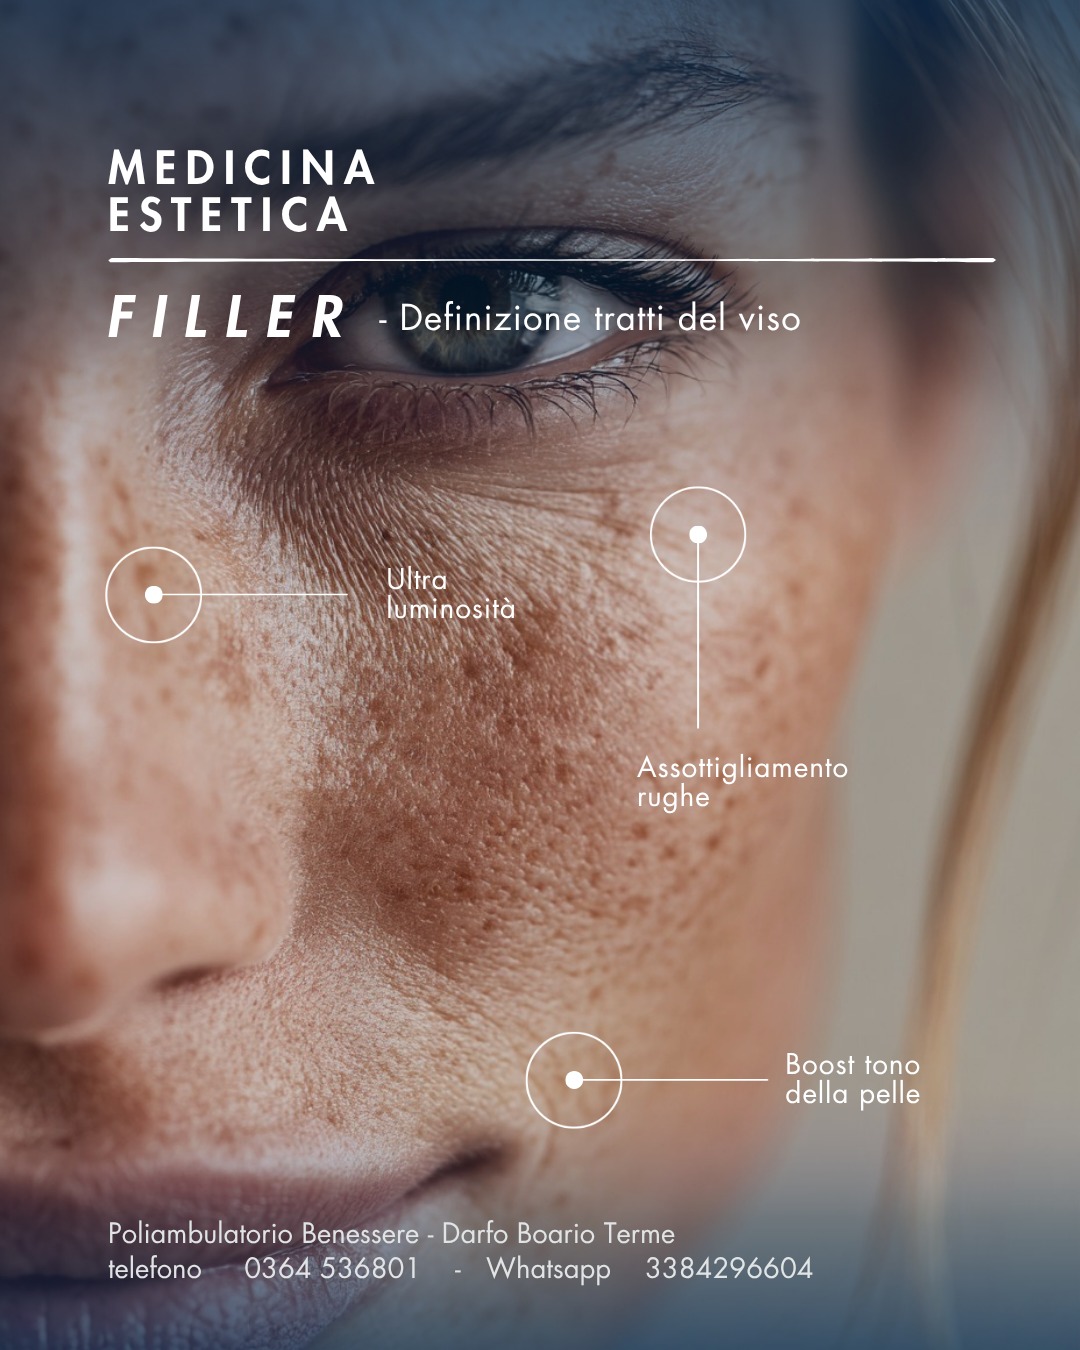 MEDICINA
ESTETICA
FILLER - Definizione tratti del viso
Ultra
luminosità
Assottigliamento
rughe
Boost tono
della pelle
Poliambulatorio Benessere - Darfo Boario Terme
telefono 0364 536801 - Whatsapp 3384296604